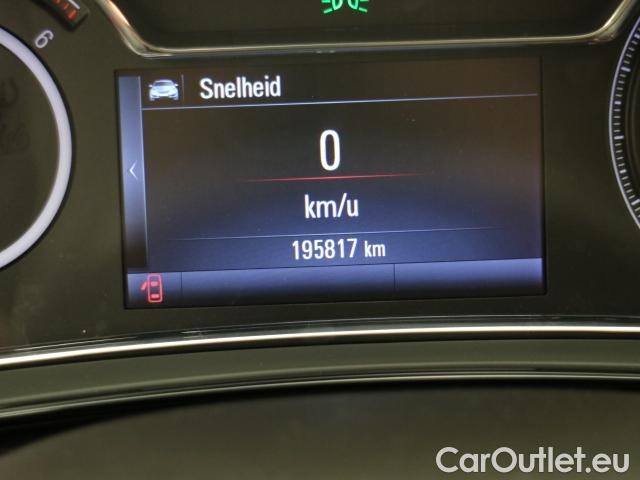 6
Snelheid
0
km/u
195817 km
CarOutlet.eu